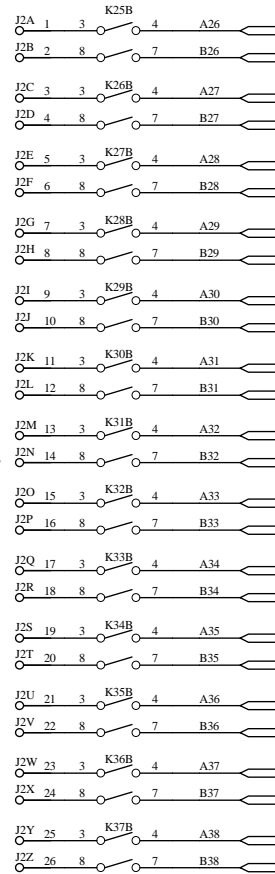 K25B
J2A 1 3 4 A26
J2B 2 8 7 B26
K26B
J2C 3 3 4 A27
J2D 4 8 7 B27
K27B
J2E 5 3 4 A28
J2F 6 8 7 B28
K28B
J2G 7 3 4 A29
J2H 8 8 7 B29
K29B
J2I 9 3 4 A30
J2J 10 8 7 B30
K30B
J2K 11 3 4 A31
J2L 12 8 7 B31
K31B
J2M 13 3 4 A32
J2N 14 8 7 B32
K32B
J2O 15 3 4 A33
J2P 16 8 7 B33
K33B
J2Q 17 3 4 A34
J2R 18 8 7 B34
K34B
J2S 19 3 4 A35
J2T 20 8 7 B35
K35B
J2U 21 3 4 A36
J2V 22 8 7 B36
K36B
J2W 23 3 4 A37
J2X 24 8 7 B37
K37B
J2Y 25 3 4 A38
J2Z 26 8 7 B38